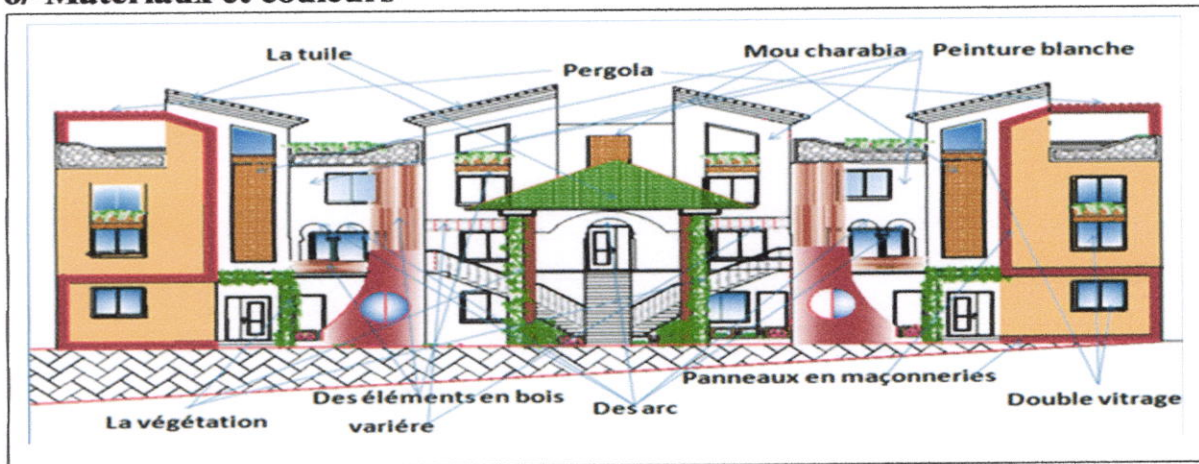 6/ Matériaux et couleurs
La tuile
Pergola
Mou charabia
Peinture blanche
La végétation
Des éléments en bois
variére
Des arc
Panneaux en maçonneries
Double vitrage